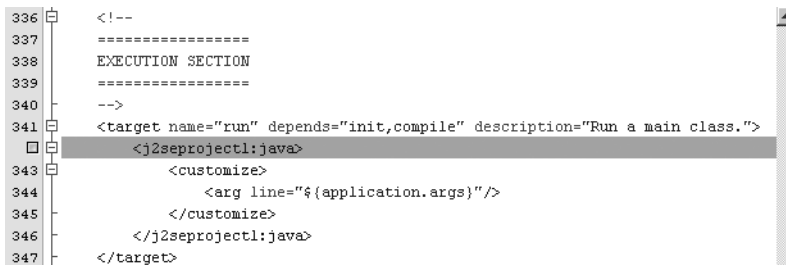 336 <!--
337 =================
338 EXECUTION SECTION
339 =================
340 -->
341 <target name="run" depends="init,compile" description="Run a main class.">
<j2seproject1:java>
343 <customize>
344 <arg line="${application.args}"/>
345 </customize>
346 </j2seproject1:java>
347 </target>